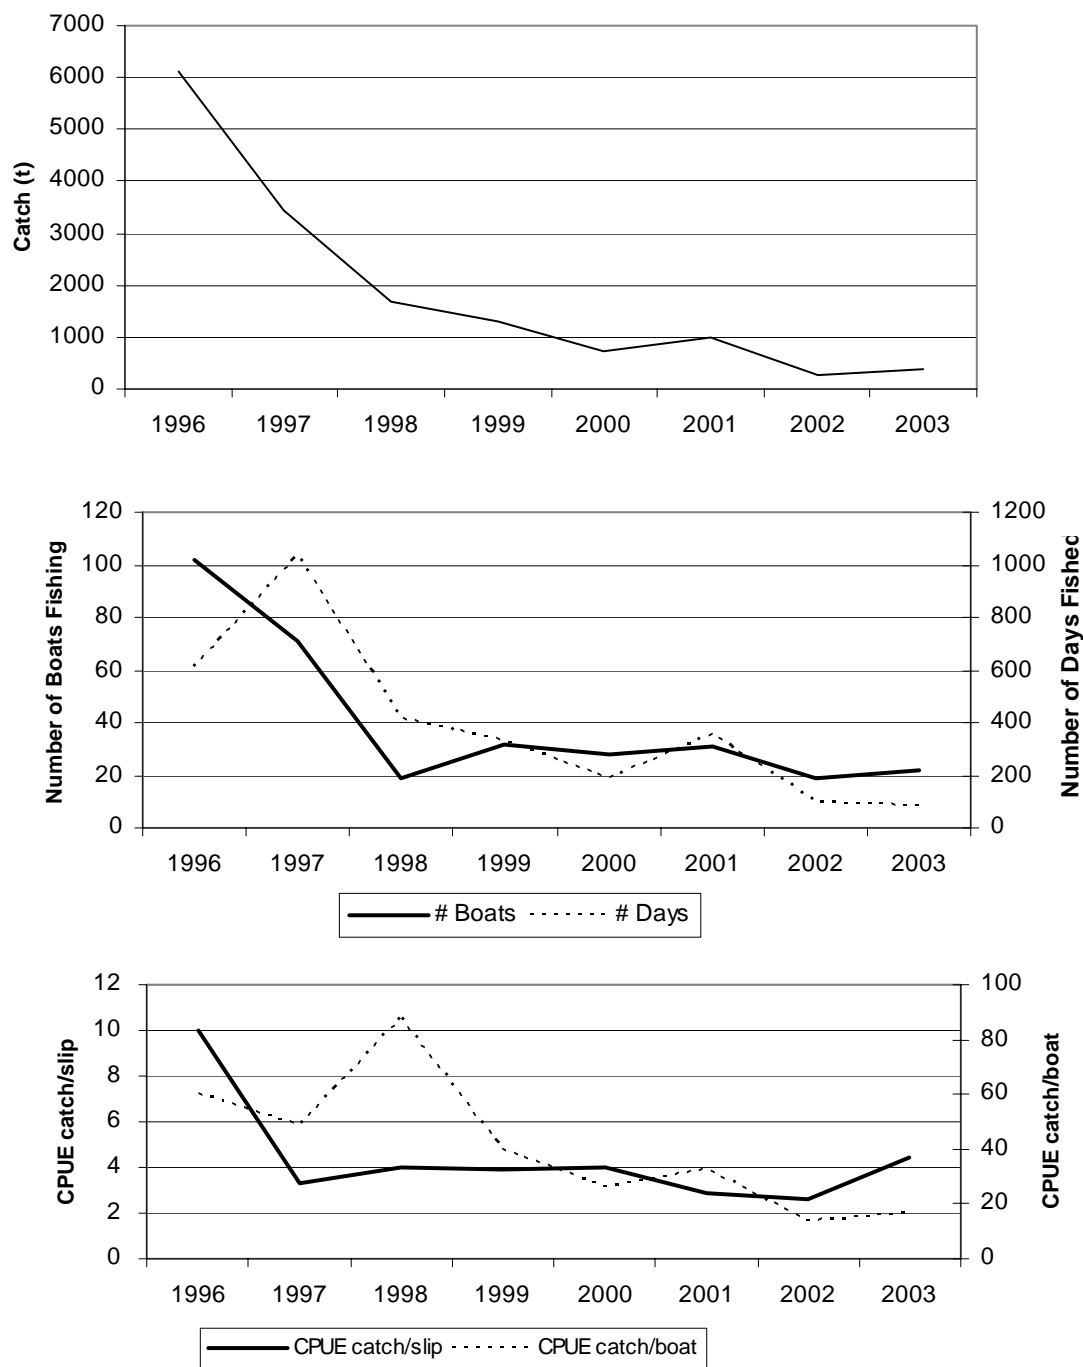 7000
6000
5000
4000
3000
2000
1000
0
Catch (t)
1996 1997 1998 1999 2000 2001 2002 2003
120 1200
100 1000
80 800
60 600
40 400
20 200
0 0
Number of Boats Fishing
Number of Days Fished
1996 1997 1998 1999 2000 2001 2002 2003
# Boats # Days
12 100
10 80
8 60
6 40
4 20
2 0
0
CPUE catch/slip
CPUE catch/boat
1996 1997 1998 1999 2000 2001 2002 2003
CPUE catch/slip CPUE catch/boat